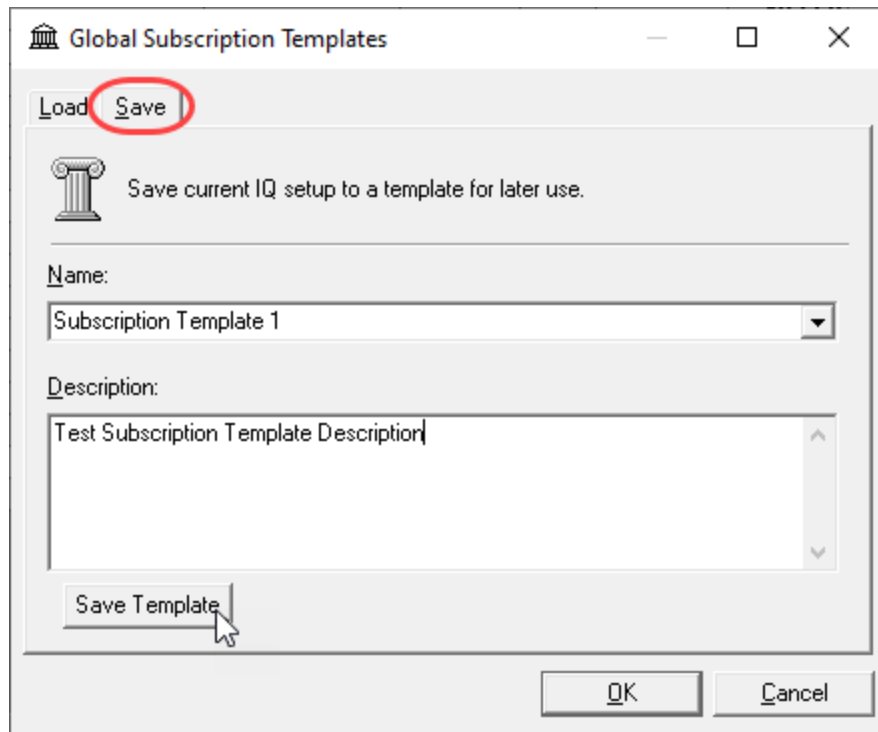 Global Subscription Templates
Load Save
Save current IQ setup to a template for later use.
Name:
Subscription Template 1
Description:
Test Subscription Template Description
Save Template
OK Cancel